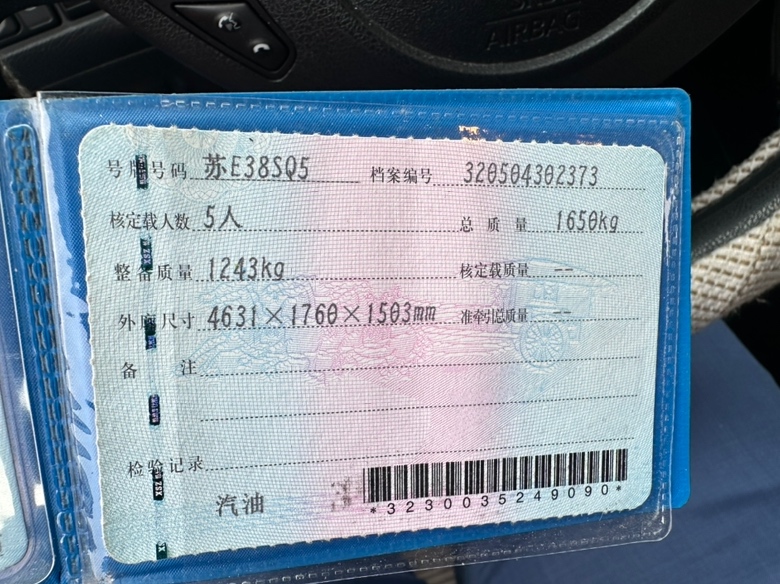 AIRBAG
号牌号码 苏E38SQ5 档案编号 320504302373
核定载人数 5人 总质量 1650kg
整备质量 1243kg 核定载质量 --
外廓尺寸 4631×1760×1503mm 准牵引总质量 --
备注
检验记录
汽油
*3230035249090*